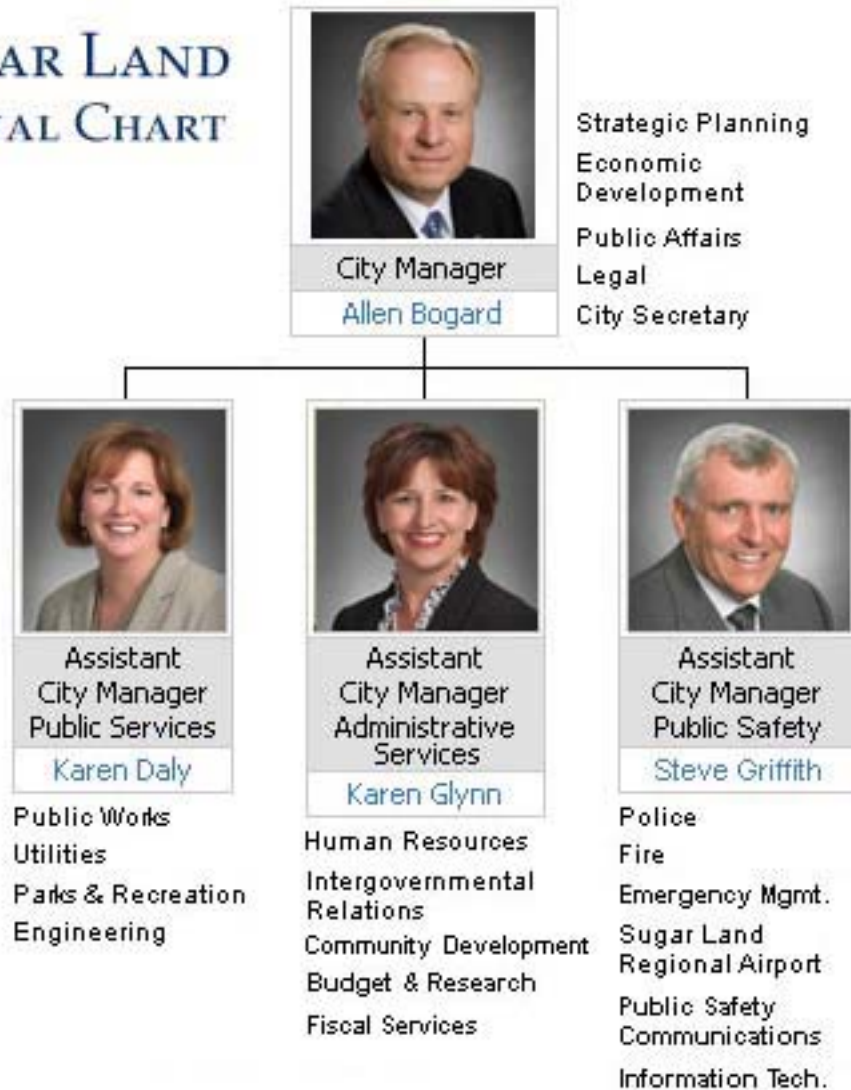 AR LAND
NAL CHART
Strategic Planning
Economic
Development
Public Affairs
Legal
City Secretary
City Manager
Allen Bogard
Assistant
City Manager
Public Services
Karen Daly
Public Works
Utilities
Parks & Recreation
Engineering
Assistant
City Manager
Administrative
Services
Karen Glynn
Human Resources
Intergovernmental
Relations
Community Development
Budget & Research
Fiscal Services
Assistant
City Manager
Public Safety
Steve Griffith
Police
Fire
Emergency Mgmt.
Sugar Land
Regional Airport
Public Safety
Communications
Information Tech.